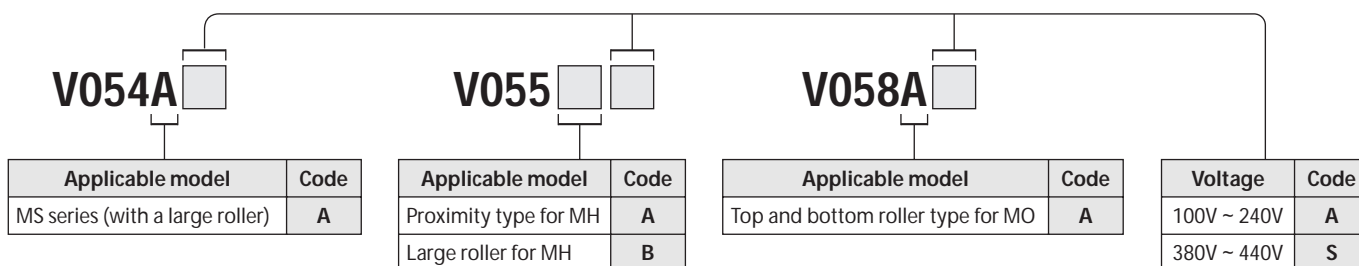 V054A
V055
V058A
Applicable model Code
MS series (with a large roller) A
Applicable model Code
Proximity type for MH A
Large roller for MH B
Applicable model Code
Top and bottom roller type for MO A
Voltage Code
100V ~ 240V A
380V ~ 440V S